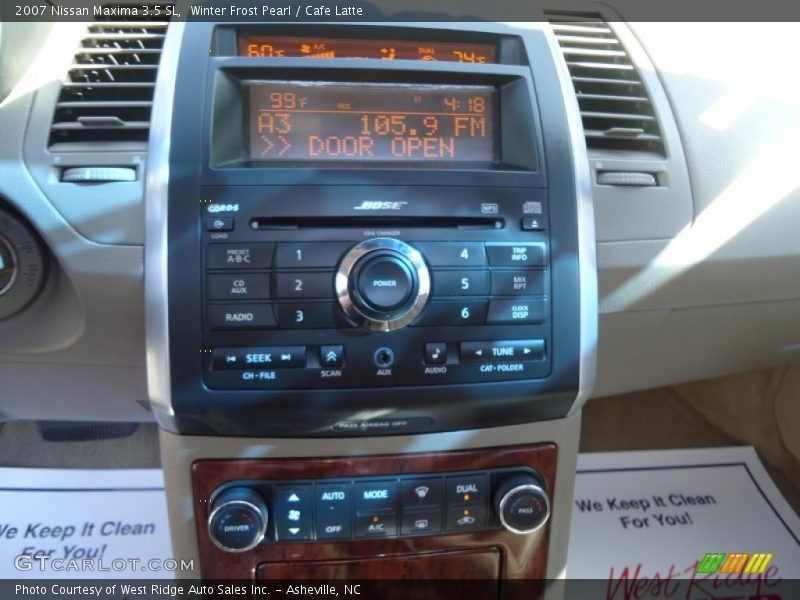 2007 Nissan Maxima 3.5 SL, Winter Frost Pearl / Cafe Latte
60°F A/C DUAL 74°F
99°F RDS ST 4:18
A3 105.9 FM
>> DOOR OPEN
BOSE MP3
LOAD CD6 CHANGER
PRESET A·B·C 1 4 TRIP INFO
CD AUX 2 POWER 5 MIX RPT
RADIO 3 6 CLOCK DISP
SEEK SCAN AUX AUDIO TUNE
CH·FILE CAT·FOLDER
PASS AIRBAG OFF
DRIVER AUTO MODE DUAL PASS
OFF A/C
We Keep It Clean
For You!
We Keep It Clean
For You!
West Ridge
GTCarLot.com
Photo Courtesy of West Ridge Auto Sales Inc. - Asheville, NC